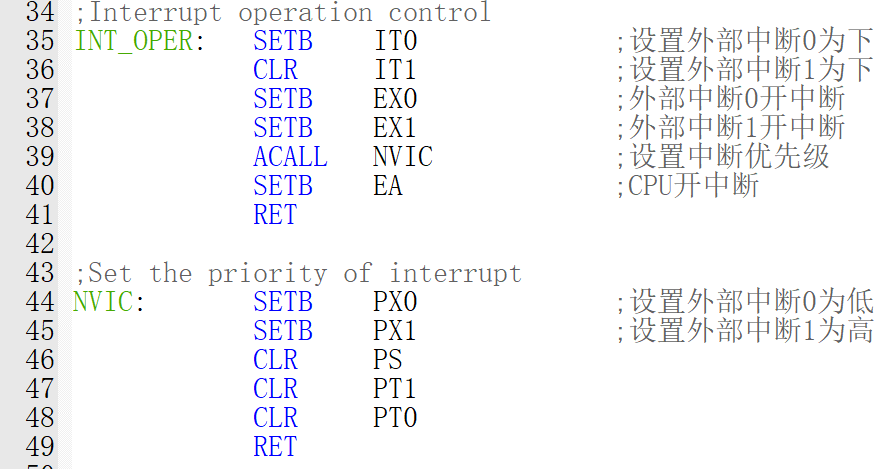 34 ;Interrupt operation control
35 INT_OPER: SETB IT0 ;设置外部中断0为下
36 CLR IT1 ;设置外部中断1为下
37 SETB EX0 ;外部中断0开中断
38 SETB EX1 ;外部中断1开中断
39 ACALL NVIC ;设置中断优先级
40 SETB EA ;CPU开中断
41 RET
42
43 ;Set the priority of interrupt
44 NVIC: SETB PX0 ;设置外部中断0为低
45 SETB PX1 ;设置外部中断1为高
46 CLR PS
47 CLR PT1
48 CLR PT0
49 RET